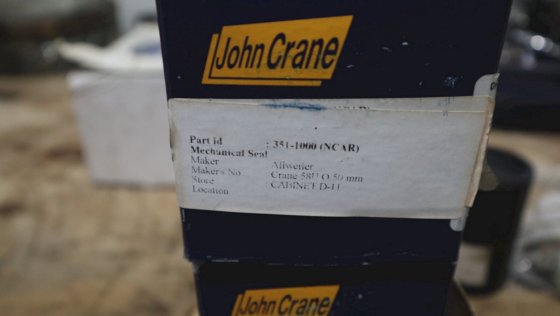 John Crane
Part id : 351-1000 (NCAR)
Mechanical Seal
Maker : Allweiler
Makers No : Crane 58U O 50 mm
Store
Location : CABINET D-11
John Crane